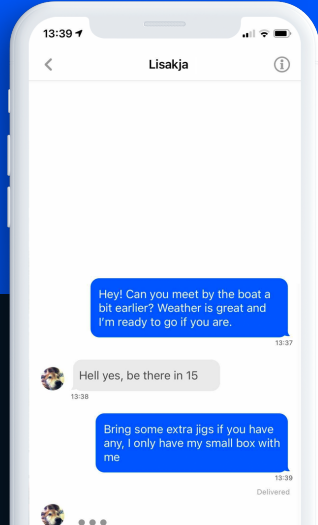 13:39
Lisakja
Hey! Can you meet by the boat a
bit earlier? Weather is great and
I'm ready to go if you are.
13:37
Hell yes, be there in 15
13:38
Bring some extra jigs if you have
any, I only have my small box with
me
13:39
Delivered